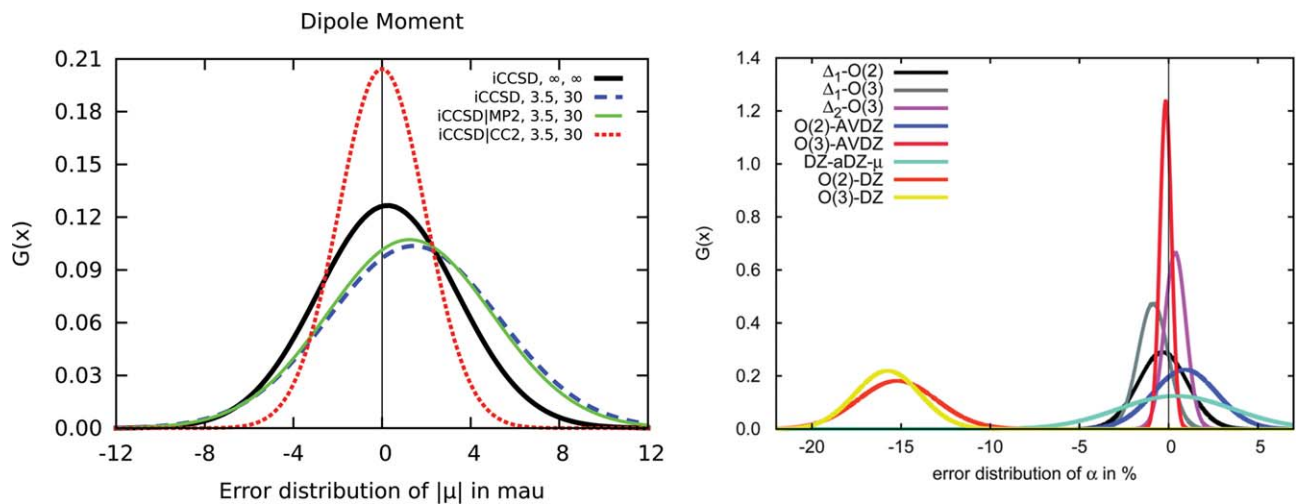 Dipole Moment
0.21
0.18
0.15
0.12
0.09
0.06
0.03
0.00
G(x)
iCCSD, ∞, ∞
iCCSD, 3.5, 30
iCCSD|MP2, 3.5, 30
iCCSD|CC2, 3.5, 30
-12 -8 -4 0 4 8 12
Error distribution of |μ| in mau
1.4
1.2
1.0
0.8
0.6
0.4
0.2
0.0
G(x)
Δ₁-O(2)
Δ₁-O(3)
Δ₂-O(3)
O(2)-AVDZ
O(3)-AVDZ
DZ-aDZ-μ
O(2)-DZ
O(3)-DZ
-20 -15 -10 -5 0 5
error distribution of α in %